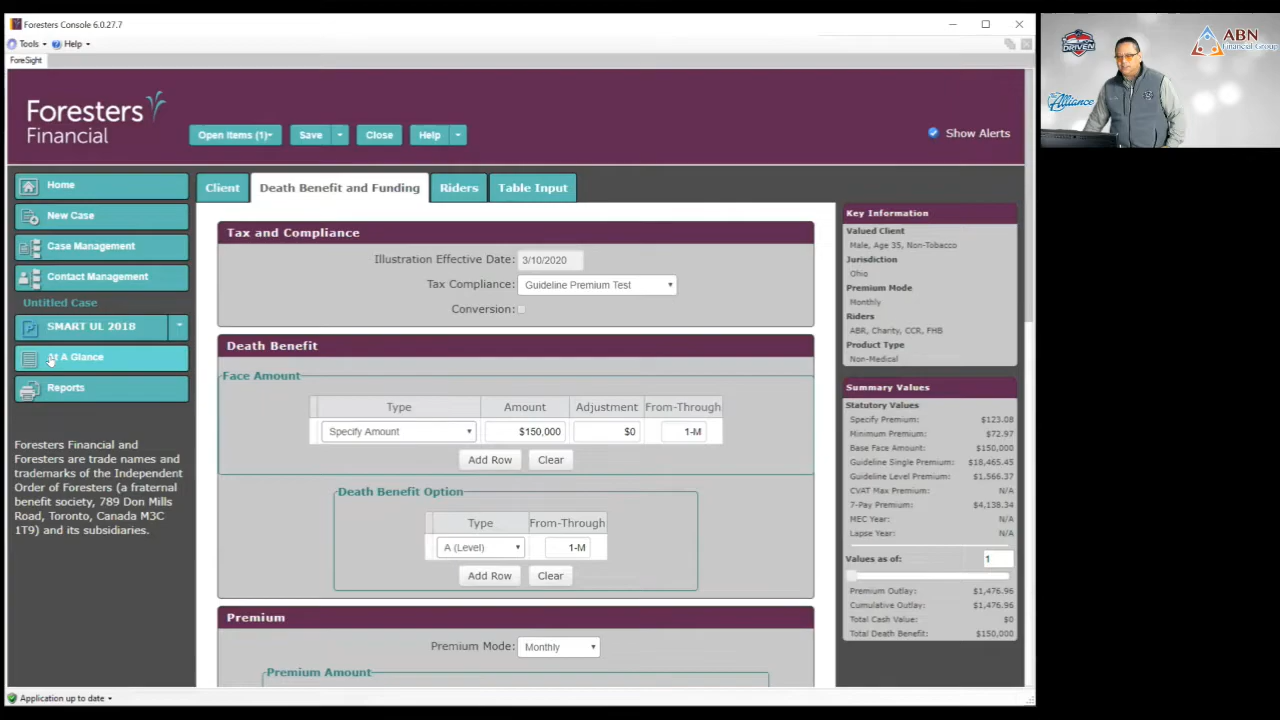 Foresters Console 6.0.27.7
Tools Help
ForeSight
Foresters
Financial
Open Items (1)
Save
Close
Help
Show Alerts
Home
New Case
Case Management
Contact Management
Untitled Case
SMART UL 2018
At A Glance
Reports
Foresters Financial and
Foresters are trade names and
trademarks of the Independent
Order of Foresters (a fraternal
benefit society, 789 Don Mills
Road, Toronto, Canada M3C
1T9) and its subsidiaries.
Client Death Benefit and Funding Riders Table Input
Tax and Compliance
Illustration Effective Date: 3/10/2020
Tax Compliance: Guideline Premium Test
Conversion:
Death Benefit
Face Amount
Type Amount Adjustment From-Through
Specify Amount $150,000 $0 1-M
Add Row Clear
Death Benefit Option
Type From-Through
A (Level) 1-M
Add Row Clear
Premium
Premium Mode: Monthly
Premium Amount
Key Information
Valued Client
Male, Age 35, Non-Tobacco
Jurisdiction
Ohio
Premium Mode
Monthly
Riders
ABR, Charity, CCR, FHB
Product Type
Non-Medical
Summary Values
Statutory Values
Specify Premium: $123.08
Minimum Premium: $72.97
Base Face Amount: $150,000
Guideline Single Premium: $18,465.45
Guideline Level Premium: $1,566.37
CVAT Max Premium: N/A
7-Pay Premium: $4,138.34
MEC Year: N/A
Lapse Year: N/A
Values as of: 1
Premium Outlay: $1,476.96
Cumulative Outlay: $1,476.96
Total Cash Value: $0
Total Death Benefit: $150,000
Application up to date
DRIVEN
The Alliance
ABN
Financial Group